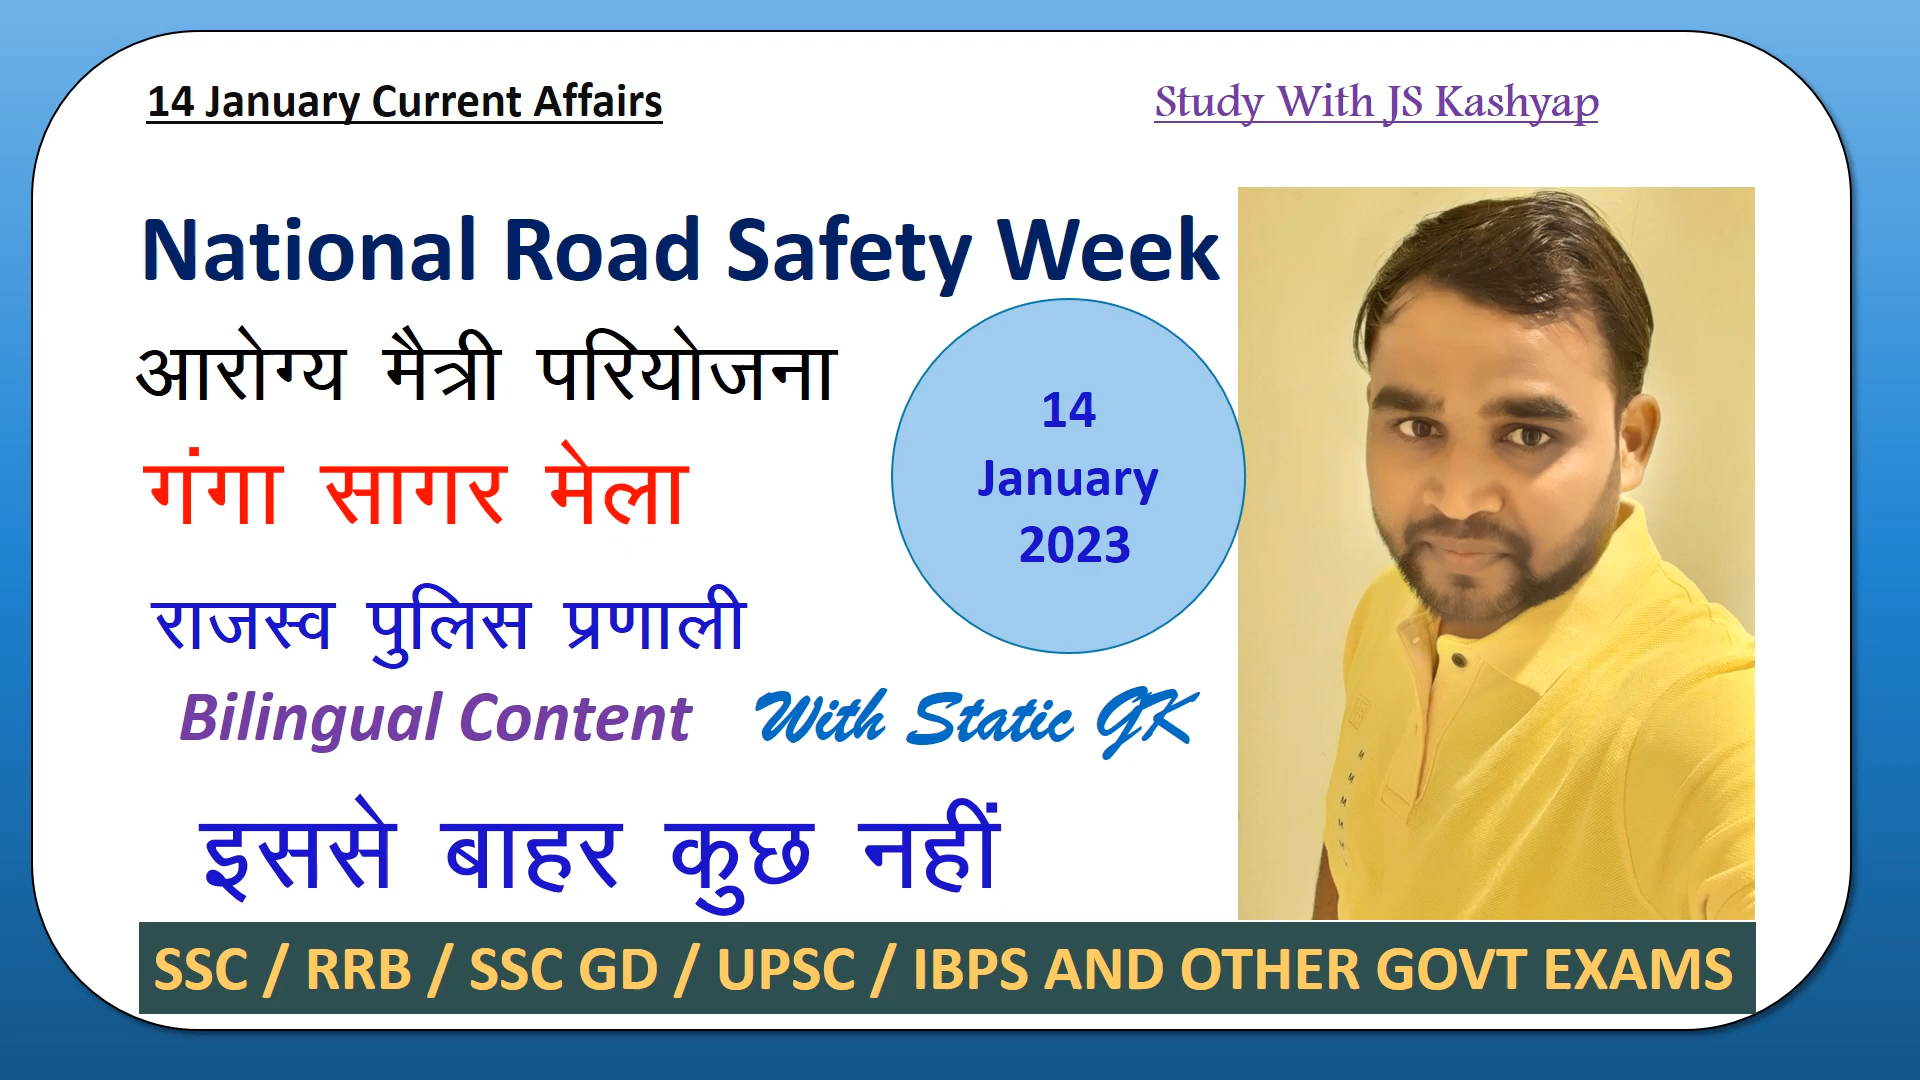 14 January Current Affairs
Study With JS Kashyap
National Road Safety Week
आरोग्य मैत्री परियोजना
गंगा सागर मेला
14
January
2023
राजस्व पुलिस प्रणाली
Bilingual Content
With Static GK
इससे बाहर कुछ नहीं
SSC / RRB / SSC GD / UPSC / IBPS AND OTHER GOVT EXAMS